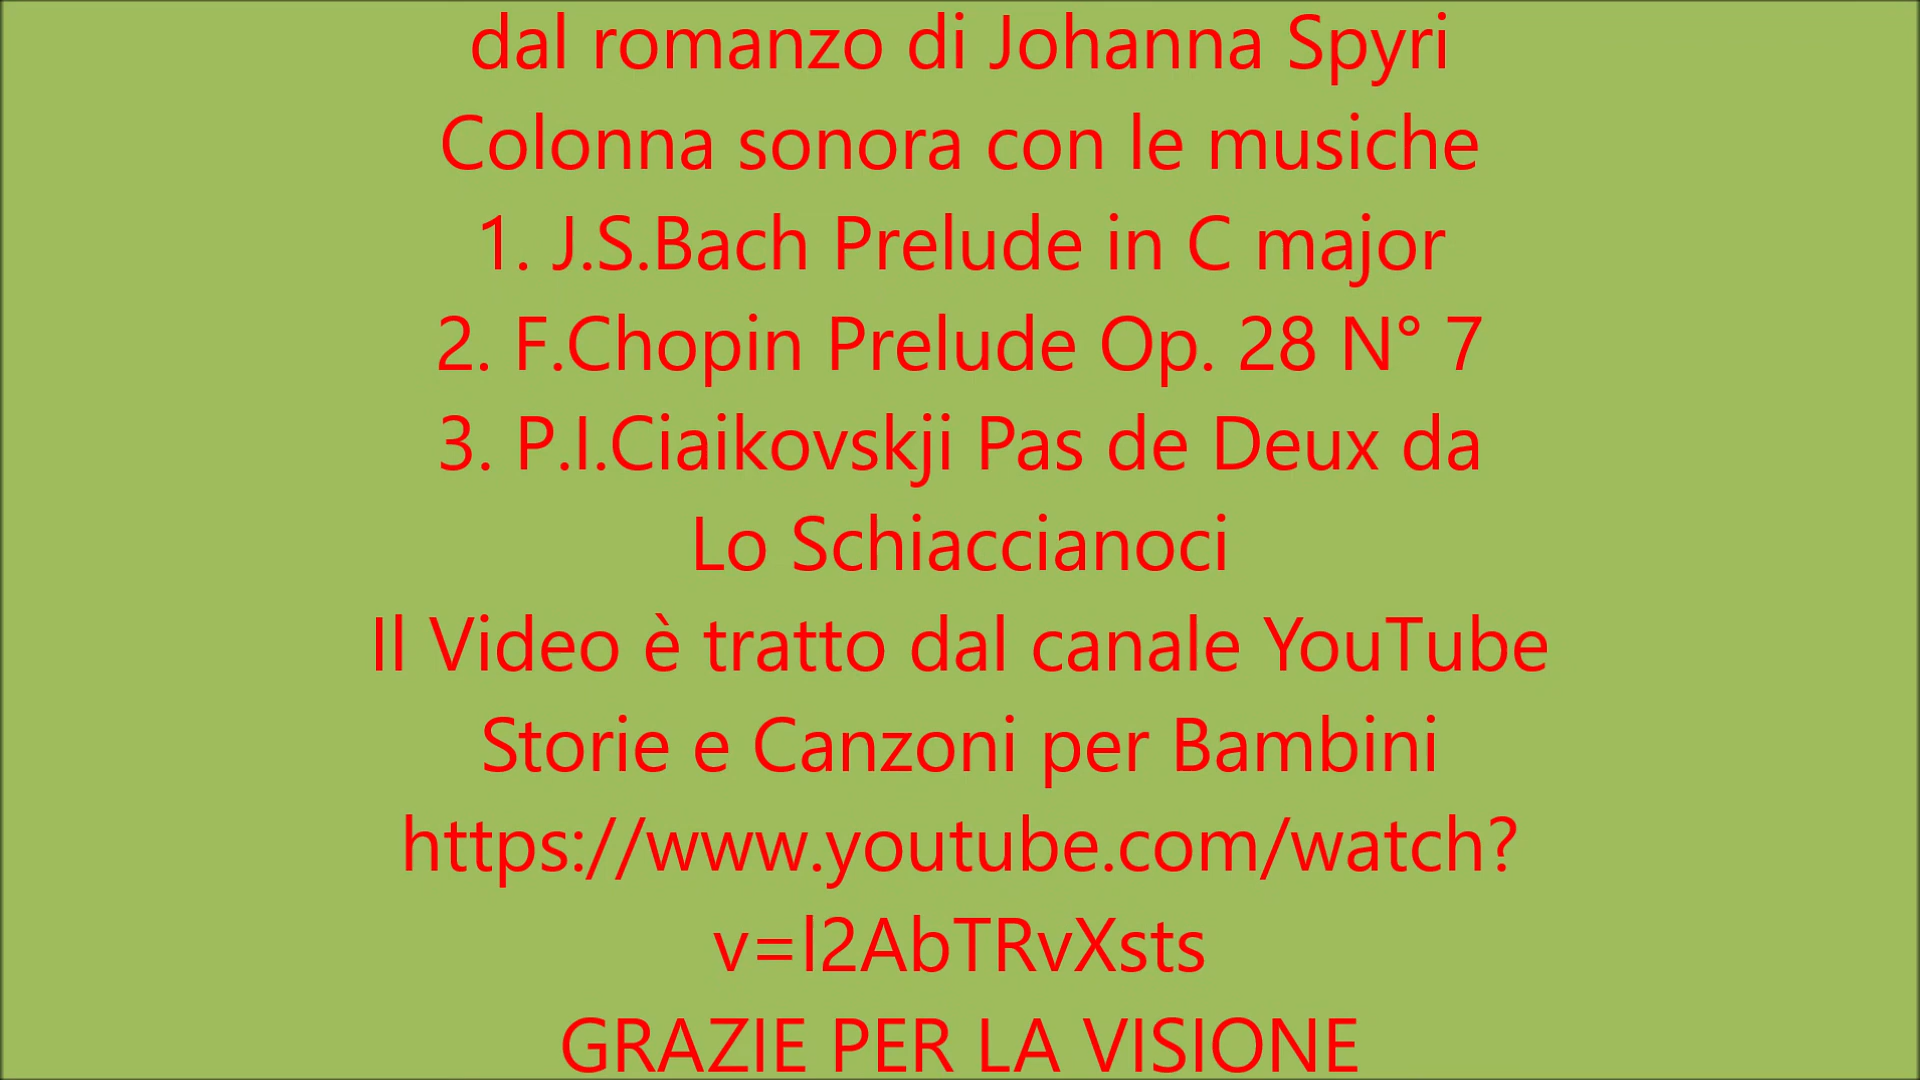 dal romanzo di Johanna Spyri
Colonna sonora con le musiche
1. J.S.Bach Prelude in C major
2. F.Chopin Prelude Op. 28 N° 7
3. P.I.Ciaikovskji Pas de Deux da
Lo Schiaccianoci
Il Video è tratto dal canale YouTube
Storie e Canzoni per Bambini
https://www.youtube.com/watch?
v=l2AbTRvXsts
GRAZIE PER LA VISIONE